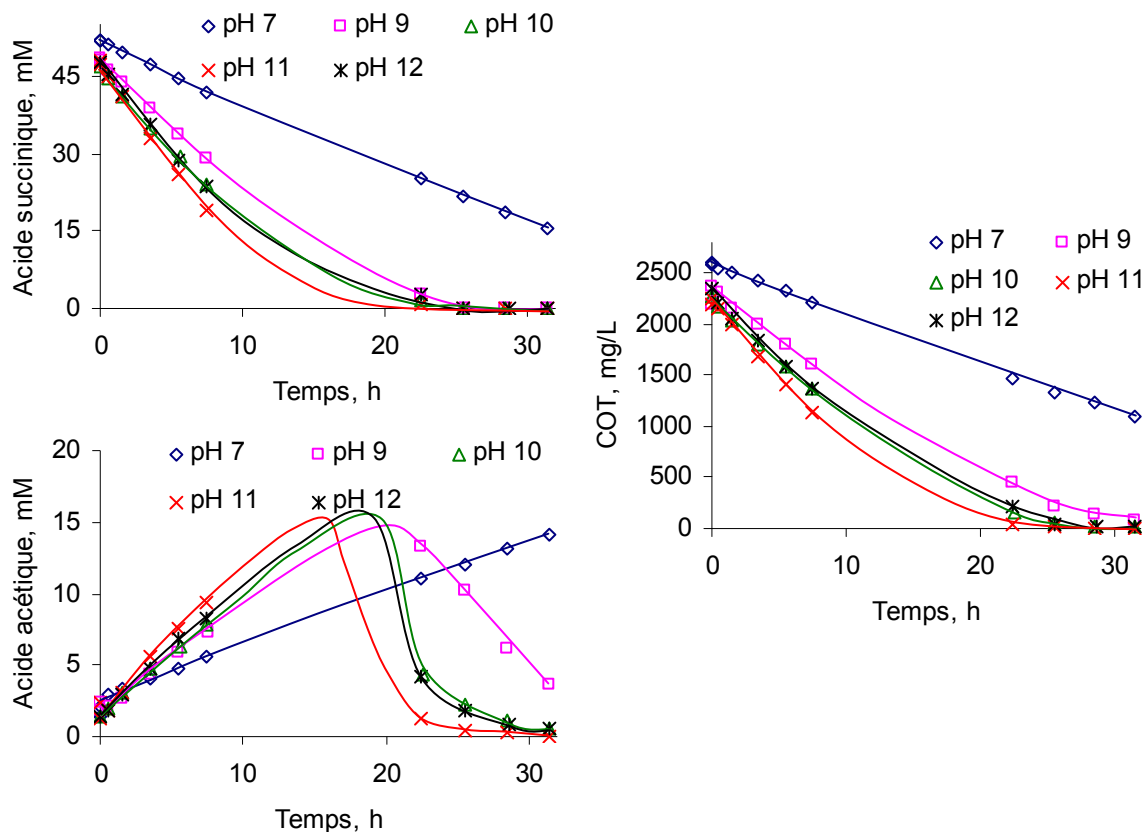 pH 7 pH 9 pH 10
pH 11 pH 12
Acide succinique, mM
45
30
15
0
0 10 20 30
Temps, h
pH 7 pH 9 pH 10
pH 11 pH 12
Acide acétique, mM
20
15
10
5
0
0 10 20 30
Temps, h
pH 7 pH 9
pH 10 pH 11
pH 12
COT, mg/L
2500
2000
1500
1000
500
0
0 10 20 30
Temps, h